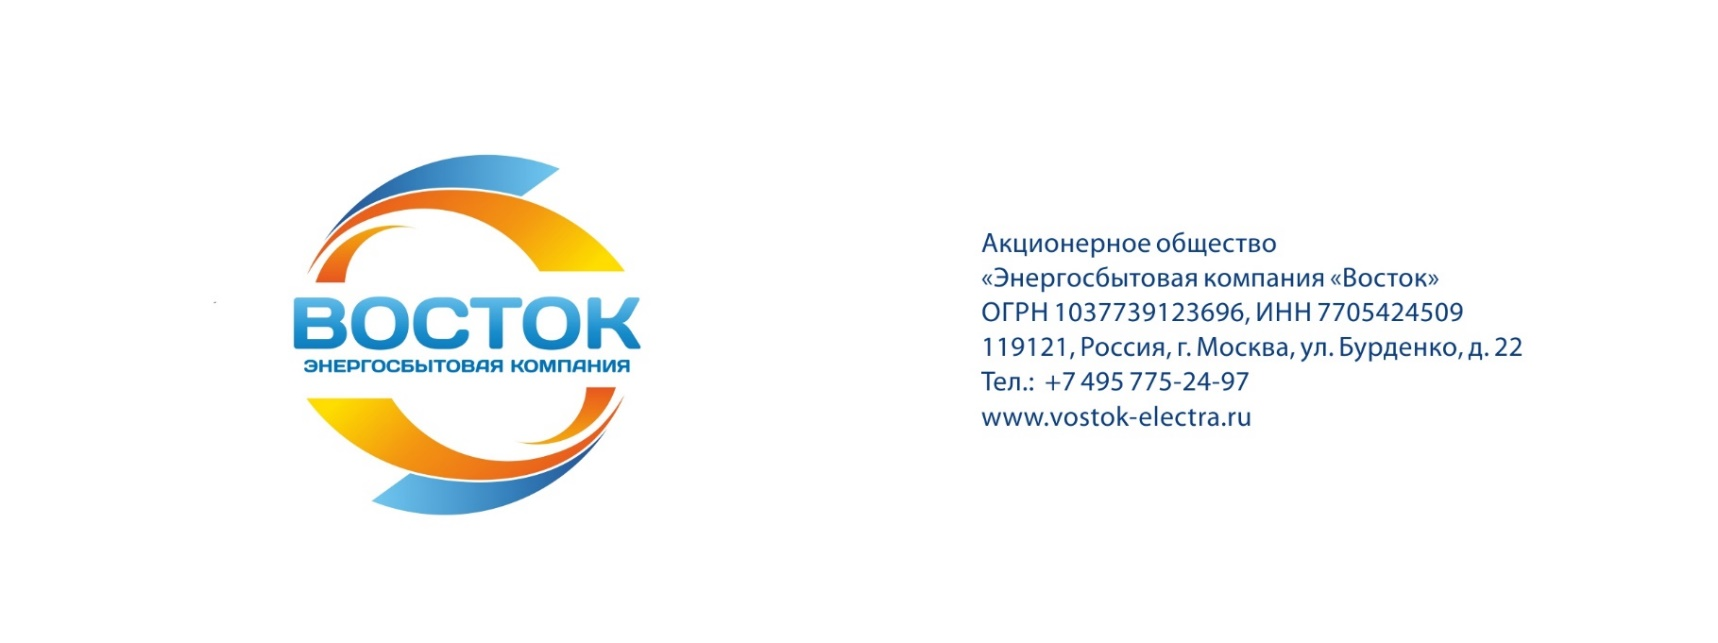 ВОСТОК
ЭНЕРГОСБЫТОВАЯ КОМПАНИЯ
Акционерное общество
«Энергосбытовая компания «Восток»
ОГРН 1037739123696, ИНН 7705424509
119121, Россия, г. Москва, ул. Бурденко, д. 22
Тел.: +7 495 775-24-97
www.vostok-electra.ru